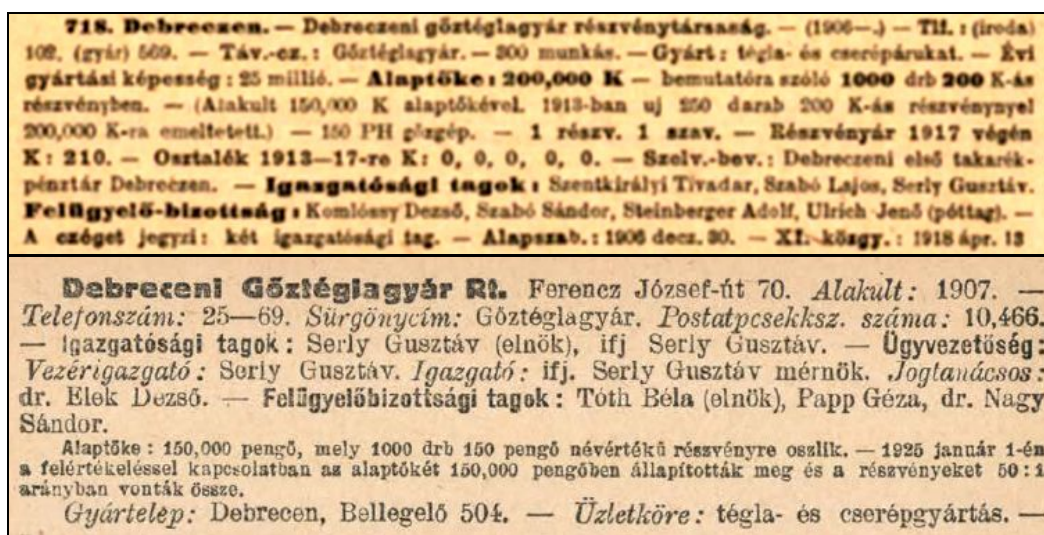 718. Debreczen. — Debreczeni gőztéglagyár részvénytársaság. — (1906—.) — Tlf.: (iroda)
102. (gyár) 569. — Táv.-cz.: Gőztéglagyár. — 300 munkás. — Gyárt: tégla- és cserépárukat. — Évi
gyártási képesség: 25 millió. — Alaptőke: 200,000 K — bemutatóra szóló 1000 drb 200 K-ás
részvényben. — (Alakult 150,000 K alaptőkével. 1913-ban uj 250 darab 200 K-ás részvénynyel
200,000 K-ra emeltetett.) — 150 PH gőzgép. — 1 részv. 1 szav. — Részvényár 1917 végén
K: 210. — Osztalék 1913—17-re K: 0, 0, 0, 0, 0. — Szelv.-bev.: Debreczeni első takarék-
pénztár Debreczen. — Igazgatósági tagok: Szentkirályi Tivadar, Szabó Lajos, Serly Gusztáv.
Felügyelő-bizottság: Komlóssy Dezső, Szabó Sándor, Steinberger Adolf, Ulrich Jenő (póttag). —
A czéget jegyzi: két igazgatósági tag. — Alapszab.: 1906 decz. 30. — XI. közgy.: 1918 ápr. 13
Debreceni Gőztéglagyár Rt. Ferencz József-út 70. Alakult: 1907. —
Telefonszám: 25—69. Sürgönycím: Gőztéglagyár. Postatpcsekksz. száma: 10,466.
— Igazgatósági tagok: Serly Gusztáv (elnök), ifj Serly Gusztáv. — Ügyvezetőség:
Vezérigazgató: Serly Gusztáv. Igazgató: ifj. Serly Gusztáv mérnök. Jogtanácsos:
dr. Elek Dezső. — Felügyelőbizottsági tagok: Tóth Béla (elnök), Papp Géza, dr. Nagy
Sándor.
Alaptőke: 150,000 pengő, mely 1000 drb 150 pengő névértékű részvényre oszlik. — 1925 január 1-én
a felértékeléssel kapcsolatban az alaptőkét 150,000 pengőben állapították meg és a részvényeket 50:1
arányban vonták össze.
Gyártelep: Debrecen, Bellegelő 504. — Üzletköre: tégla- és cserépgyártás. —